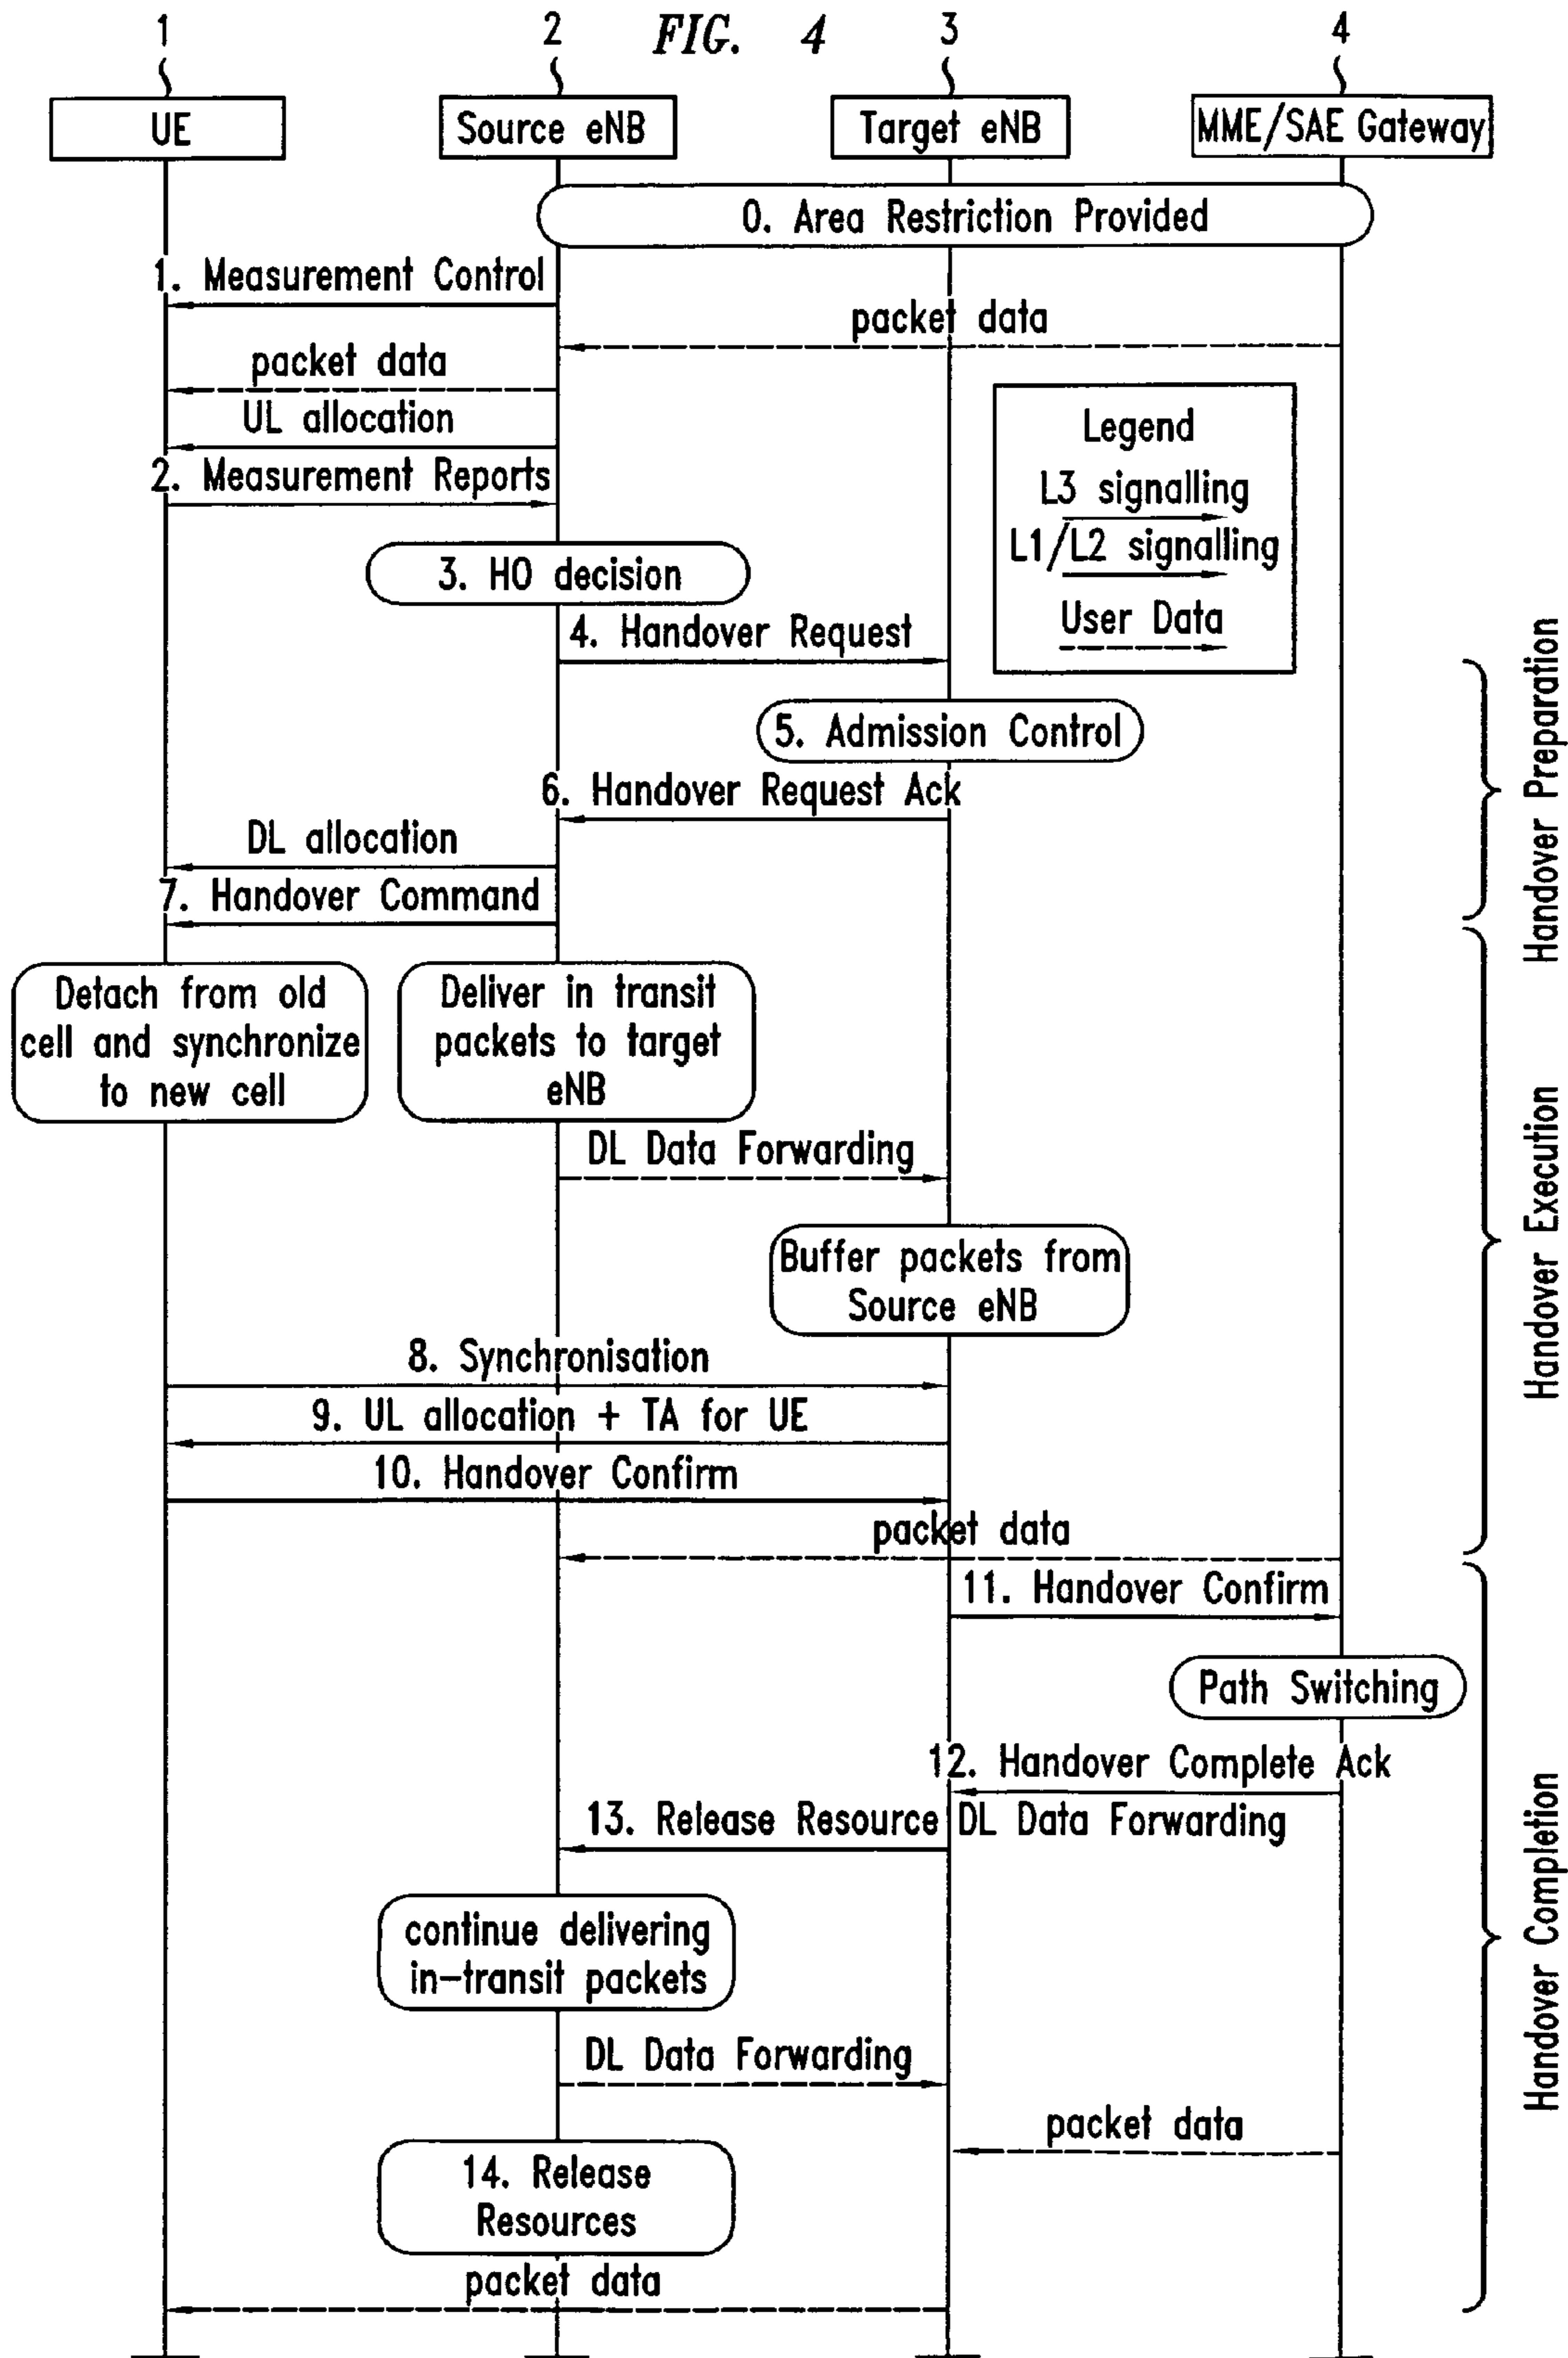 1
2
FIG. 4
3
4
UE
Source eNB
Target eNB
MME/SAE Gateway
0. Area Restriction Provided
1. Measurement Control
packet data
packet data
UL allocation
2. Measurement Reports
Legend
L3 signalling
L1/L2 signalling
User Data
3. HO decision
4. Handover Request
5. Admission Control
6. Handover Request Ack
DL allocation
7. Handover Command
Handover Preparation
Detach from old
cell and synchronize
to new cell
Deliver in transit
packets to target
eNB
DL Data Forwarding
Buffer packets from
Source eNB
8. Synchronisation
9. UL allocation + TA for UE
10. Handover Confirm
packet data
Handover Execution
11. Handover Confirm
Path Switching
12. Handover Complete Ack
13. Release Resource DL Data Forwarding
continue delivering
in-transit packets
DL Data Forwarding
packet data
14. Release
Resources
packet data
Handover Completion